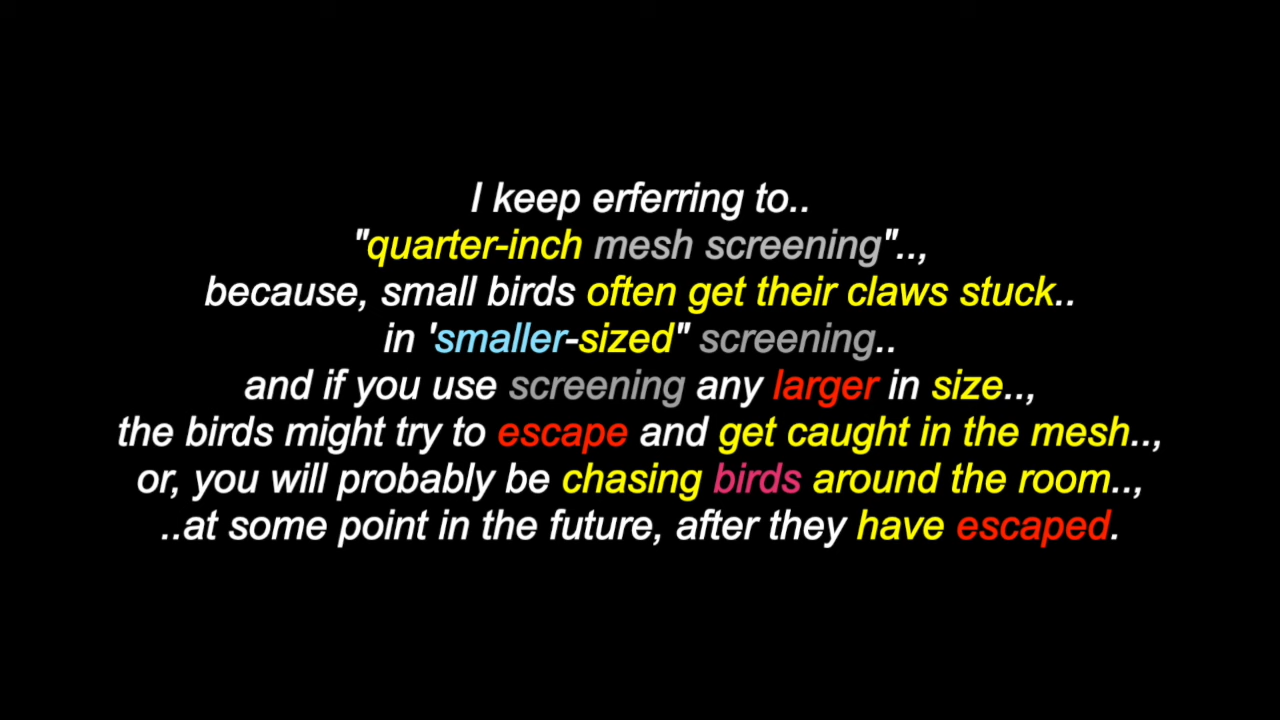 I keep erferring to..
"quarter-inch mesh screening"..,
because, small birds often get their claws stuck..
in 'smaller-sized" screening..
and if you use screening any larger in size..,
the birds might try to escape and get caught in the mesh..,
or, you will probably be chasing birds around the room..,
..at some point in the future, after they have escaped.